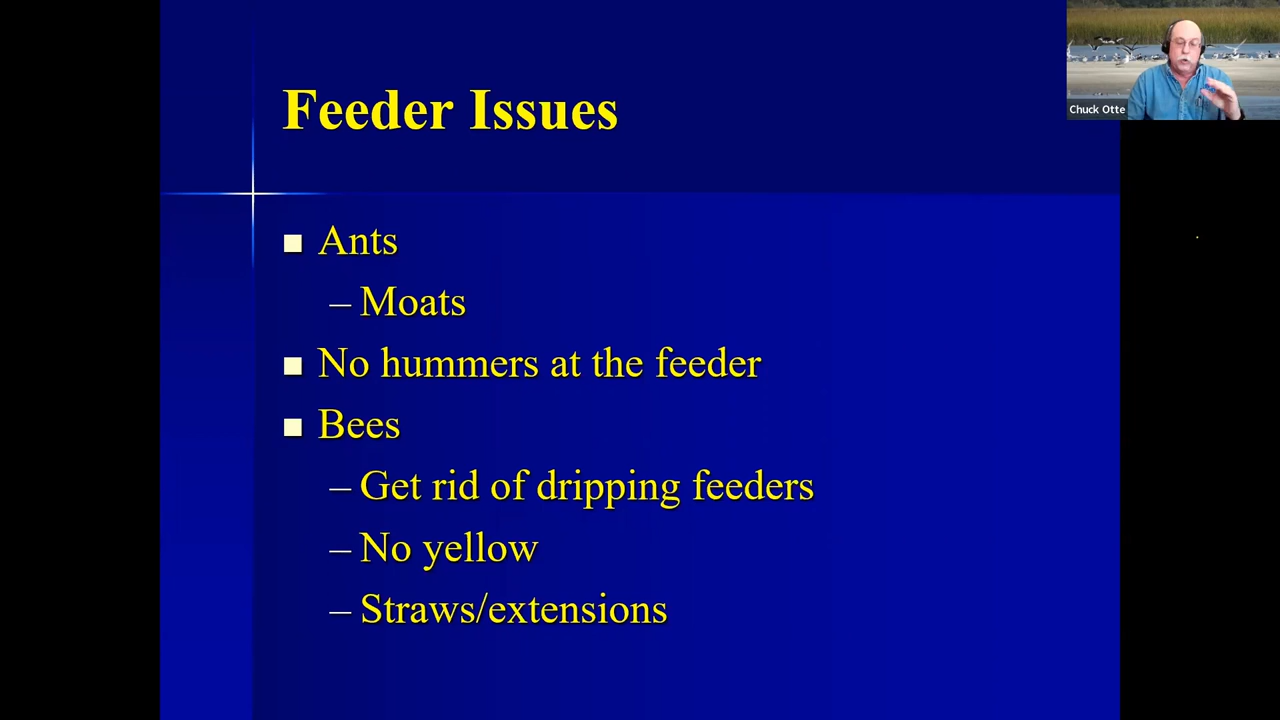 Feeder Issues
Chuck Otte
Ants
– Moats
No hummers at the feeder
Bees
– Get rid of dripping feeders
– No yellow
– Straws/extensions